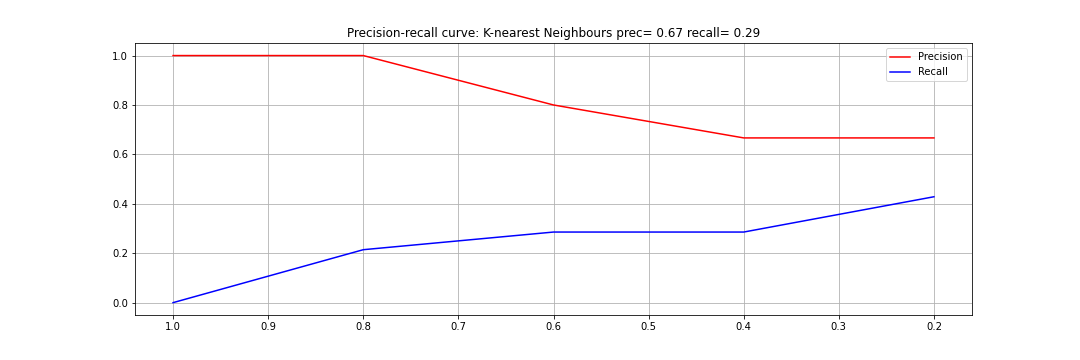 Precision-recall curve: K-nearest Neighbours prec= 0.67 recall= 0.29
Precision
Recall
1.0
0.8
0.6
0.4
0.2
0.0
1.0 0.9 0.8 0.7 0.6 0.5 0.4 0.3 0.2